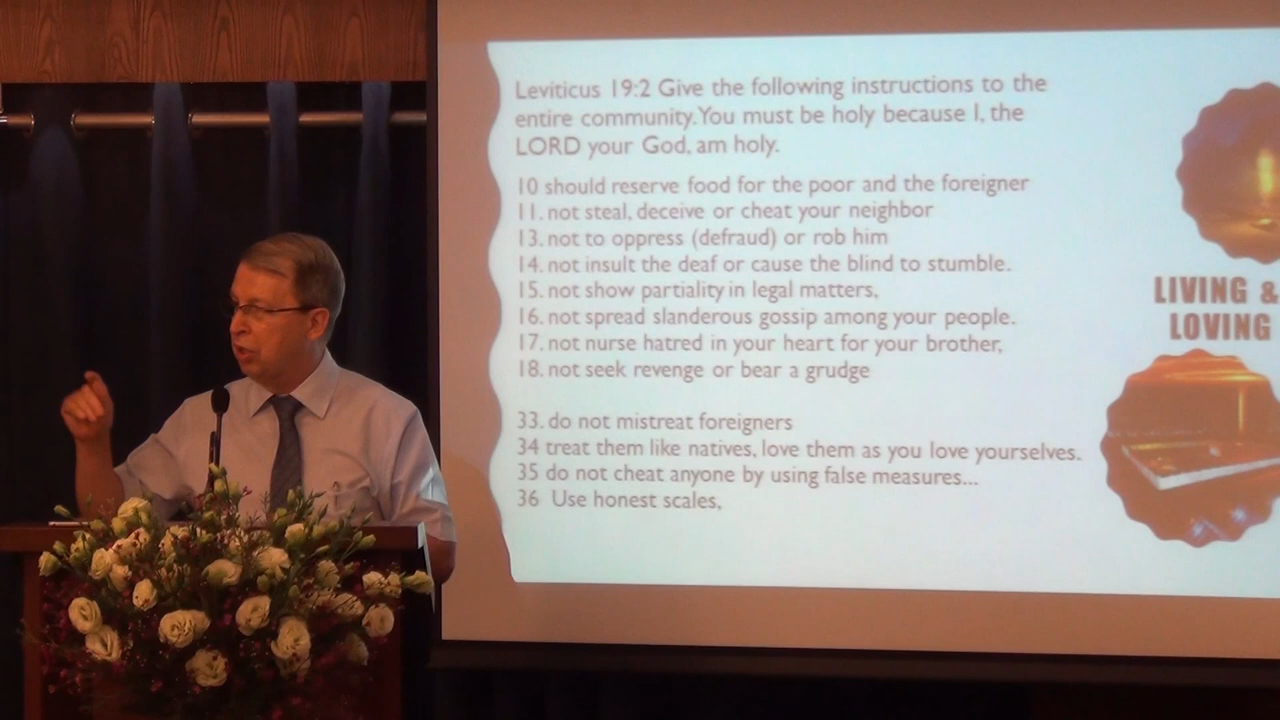 Leviticus 19:2 Give the following instructions to the
entire community. You must be holy because I, the
LORD your God, am holy.
10 should reserve food for the poor and the foreigner
11. not steal, deceive or cheat your neighbor
13. not to oppress (defraud) or rob him
14. not insult the deaf or cause the blind to stumble.
15. not show partiality in legal matters,
16. not spread slanderous gossip among your people.
17. not nurse hatred in your heart for your brother,
18. not seek revenge or bear a grudge
33. do not mistreat foreigners
34 treat them like natives, love them as you love yourselves.
35 do not cheat anyone by using false measures...
36 Use honest scales,
LIVING &
LOVING